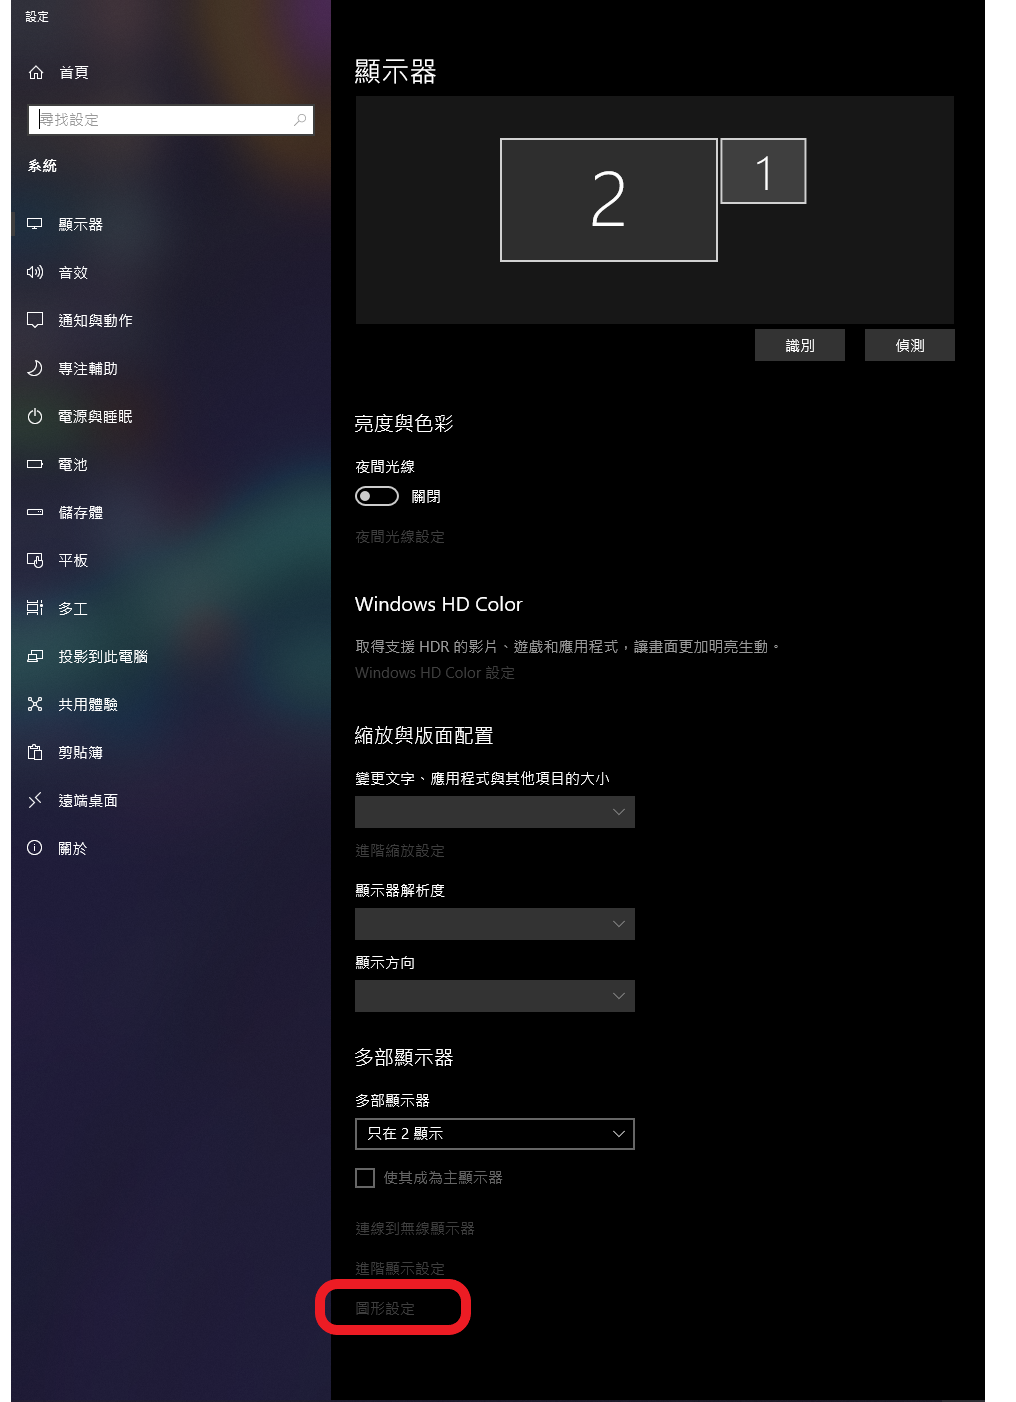 設定
首頁
尋找設定
系統
顯示器
音效
通知與動作
專注輔助
電源與睡眠
電池
儲存體
平板
多工
投影到此電腦
共用體驗
剪貼簿
遠端桌面
關於
顯示器
2
1
識別
偵測
亮度與色彩
夜間光線
關閉
夜間光線設定
Windows HD Color
取得支援 HDR 的影片、遊戲和應用程式，讓畫面更加明亮生動。
Windows HD Color 設定
縮放與版面配置
變更文字、應用程式與其他項目的大小
進階縮放設定
顯示器解析度
顯示方向
多部顯示器
多部顯示器
只在 2 顯示
使其成為主顯示器
連線到無線顯示器
進階顯示設定
圖形設定